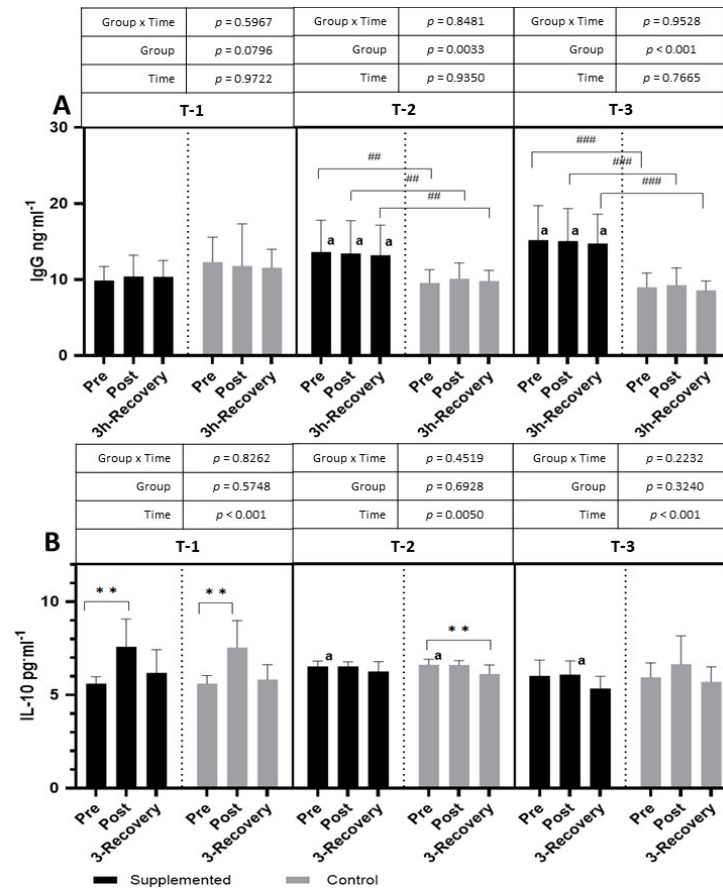 Group x Time p = 0.5967 Group x Time p = 0.8481 Group x Time p = 0.9528
Group p = 0.0796 Group p = 0.0033 Group p < 0.001
Time p = 0.9722 Time p = 0.9350 Time p = 0.7665
A T-1 T-2 T-3
30
###
## ###
## ###
##
20
IgG ng·ml-1
a a a a a a
10
0
Pre Post 3h-Recovery Pre Post 3h-Recovery Pre Post 3h-Recovery Pre Post 3h-Recovery Pre Post 3h-Recovery Pre Post 3h-Recovery
Group x Time p = 0.8262 Group x Time p = 0.4519 Group x Time p = 0.2232
Group p = 0.5748 Group p = 0.6928 Group p = 0.3240
Time p < 0.001 Time p = 0.0050 Time p < 0.001
B T-1 T-2 T-3
10
** ** **
IL-10 pg·ml-1
a a a
5
0
Pre Post 3-Recovery Pre Post 3-Recovery Pre Post 3-Recovery Pre Post 3-Recovery Pre Post 3-Recovery Pre Post 3-Recovery
Supplemented Control